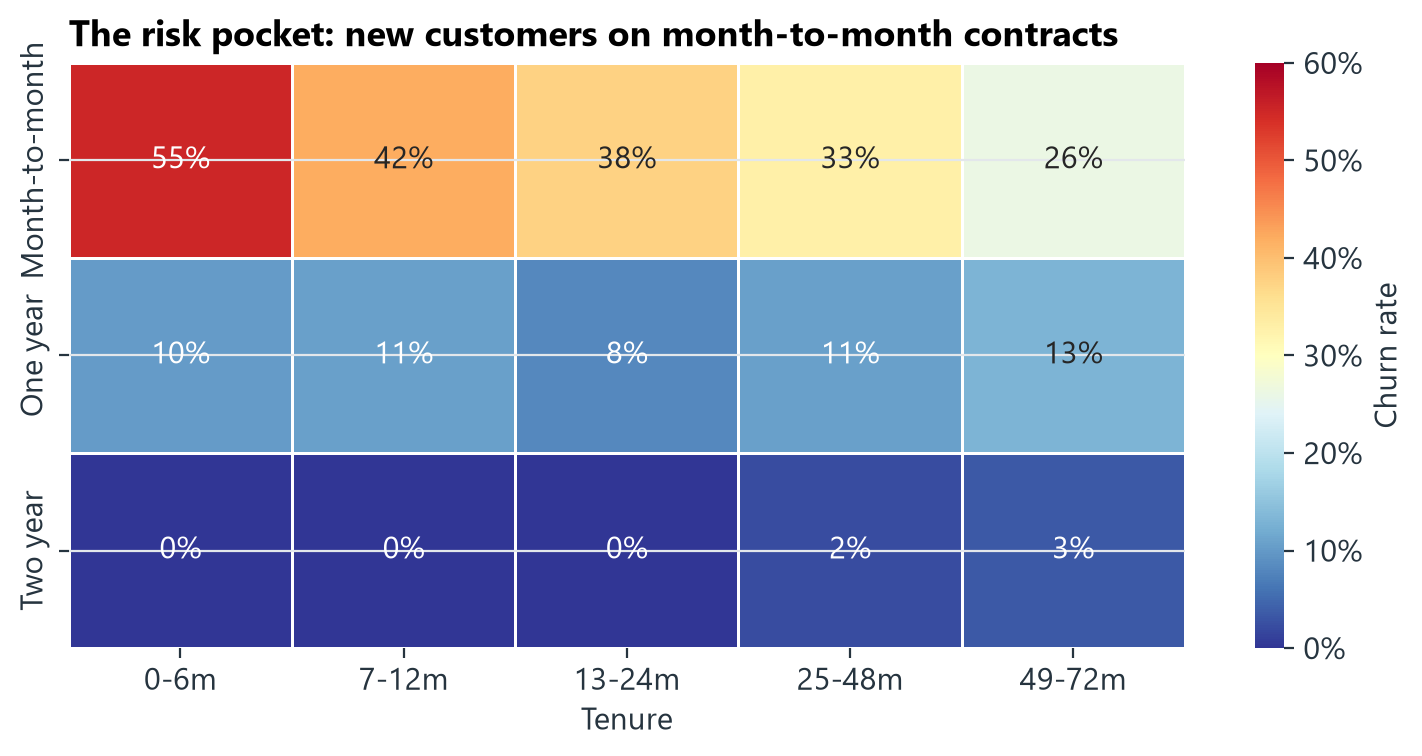 The risk pocket: new customers on month-to-month contracts
Month-to-month
55% 42% 38% 33% 26%
One year
10% 11% 8% 11% 13%
Two year
0% 0% 0% 2% 3%
0-6m 7-12m 13-24m 25-48m 49-72m
Tenure
60%
50%
40%
30%
20%
10%
0%
Churn rate